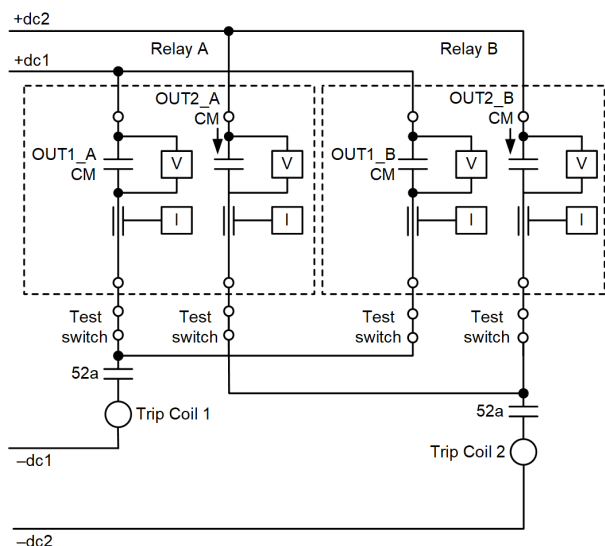 +dc2
Relay A
Relay B
+dc1
OUT2_A
CM
OUT2_B
CM
OUT1_A
CM
V
V
OUT1_B
CM
V
V
I
I
I
I
Test
switch
Test
switch
Test
switch
Test
switch
52a
Trip Coil 1
52a
Trip Coil 2
–dc1
–dc2